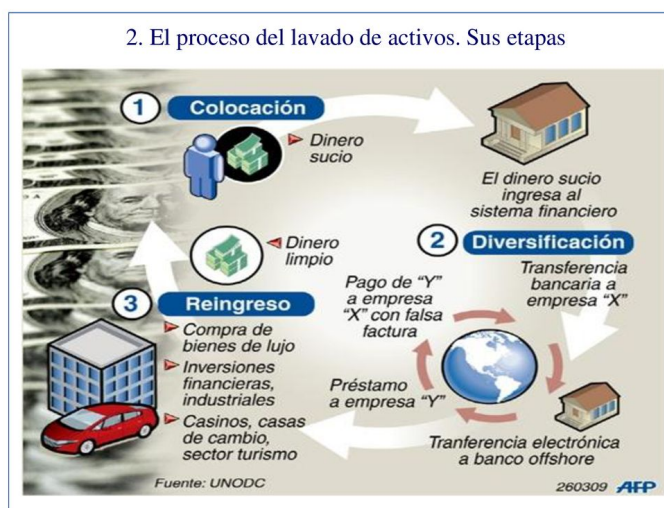 2. El proceso del lavado de activos. Sus etapas
1 Colocación
Dinero
sucio
El dinero sucio
ingresa al
sistema financiero
2 Diversificación
Transferencia
bancaria a
empresa "X"
Tranferencia electrónica
a banco offshore
Préstamo
a empresa "Y"
Pago de "Y"
a empresa
"X" con falsa
factura
3 Reingreso
Compra de
bienes de lujo
Inversiones
financieras,
industriales
Casinos, casas
de cambio,
sector turismo
Dinero
limpio
Fuente: UNODC
260309 AFP